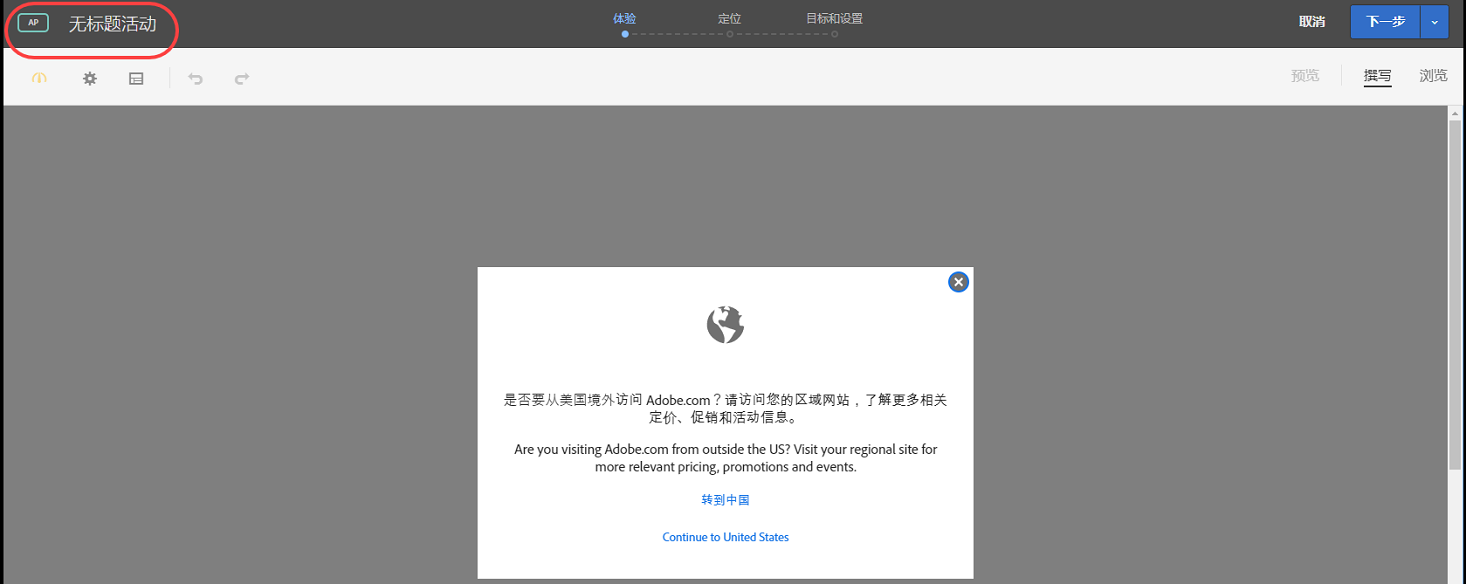 AP 无标题活动
体验 定位 目标和设置
取消 下一步
预览 撰写 浏览
是否要从美国境外访问 Adobe.com？请访问您的区域网站，了解更多相关
定价、促销和活动信息。
Are you visiting Adobe.com from outside the US? Visit your regional site for
more relevant pricing, promotions and events.
转到中国
Continue to United States